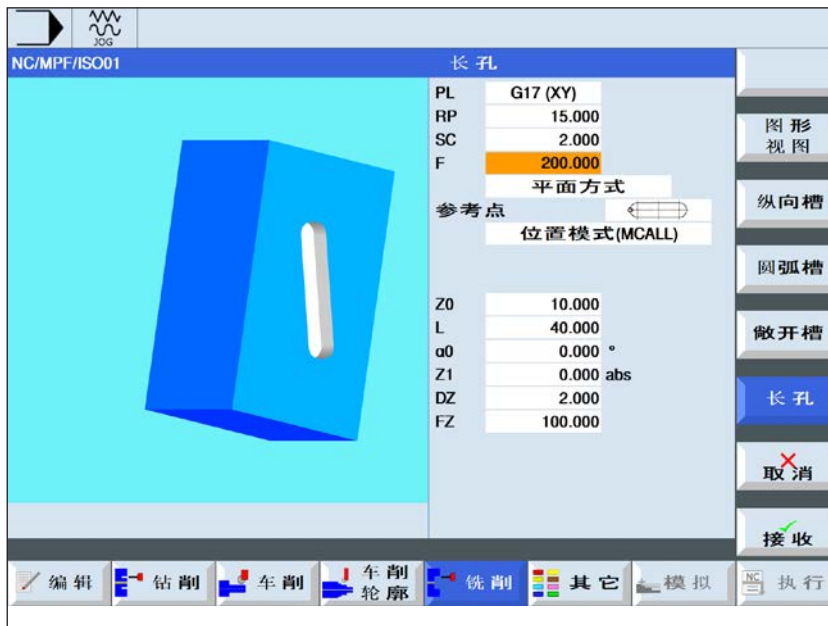 JOG
NC/MPF/ISO01
长孔
PL G17 (XY)
RP 15.000
SC 2.000
F 200.000
平面方式
参考点
位置模式(MCALL)
Z0 10.000
L 40.000
α0 0.000 °
Z1 0.000 abs
DZ 2.000
FZ 100.000
图形
视图
纵向槽
圆弧槽
敞开槽
长孔
取消
接收
编辑
钻削
车削
车削
轮廓
铣削
其它
模拟
NC
执行